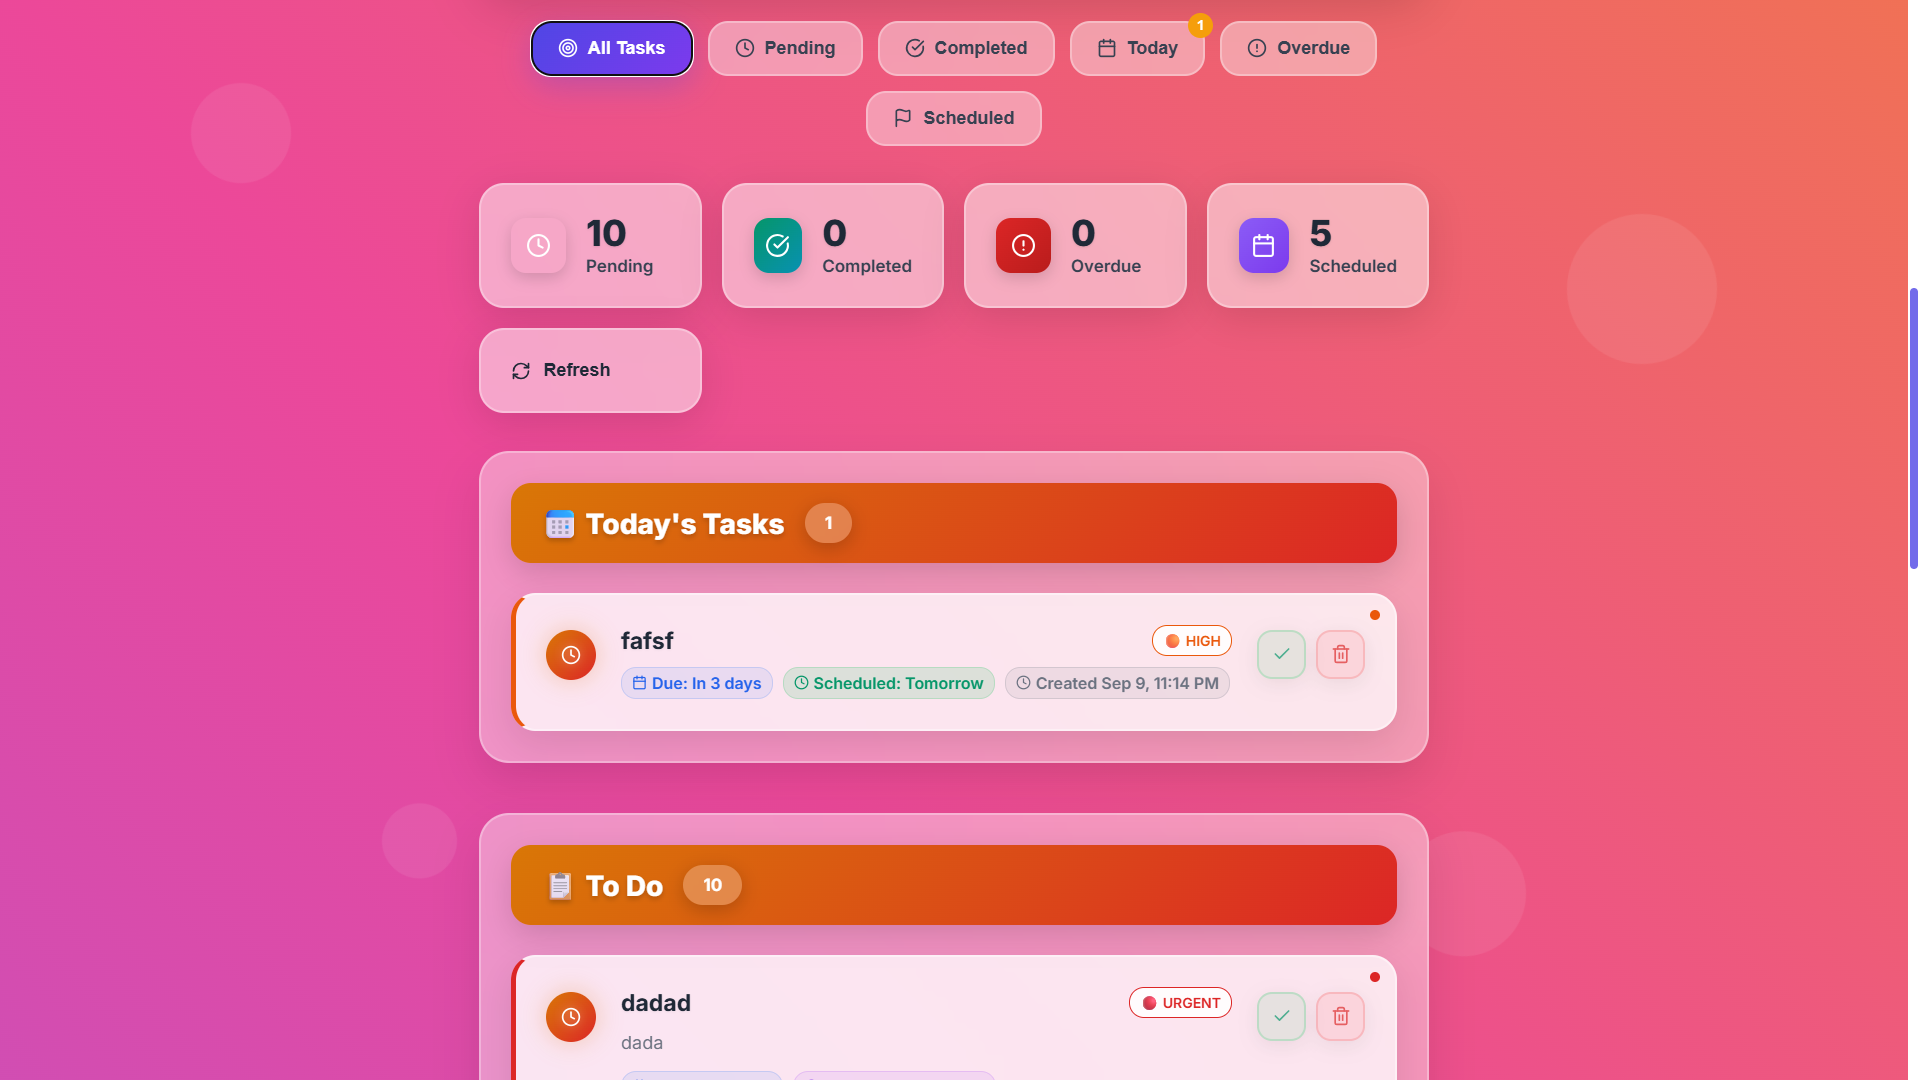 All Tasks
Pending
Completed
Today
1
Overdue
Scheduled
10
Pending
0
Completed
0
Overdue
5
Scheduled
Refresh
Today's Tasks
1
fafsf
HIGH
Due: In 3 days
Scheduled: Tomorrow
Created Sep 9, 11:14 PM
To Do
10
dadad
URGENT
dada